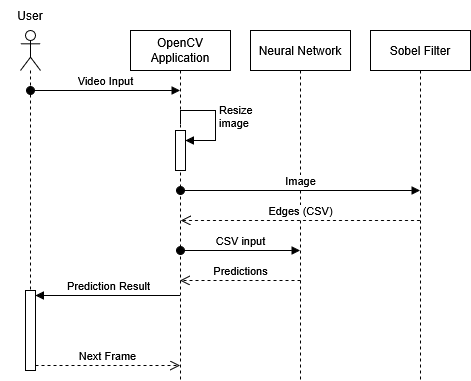 User
OpenCV
Application
Neural Network
Sobel Filter
Video Input
Resize
image
Image
Edges (CSV)
CSV input
Predictions
Prediction Result
Next Frame